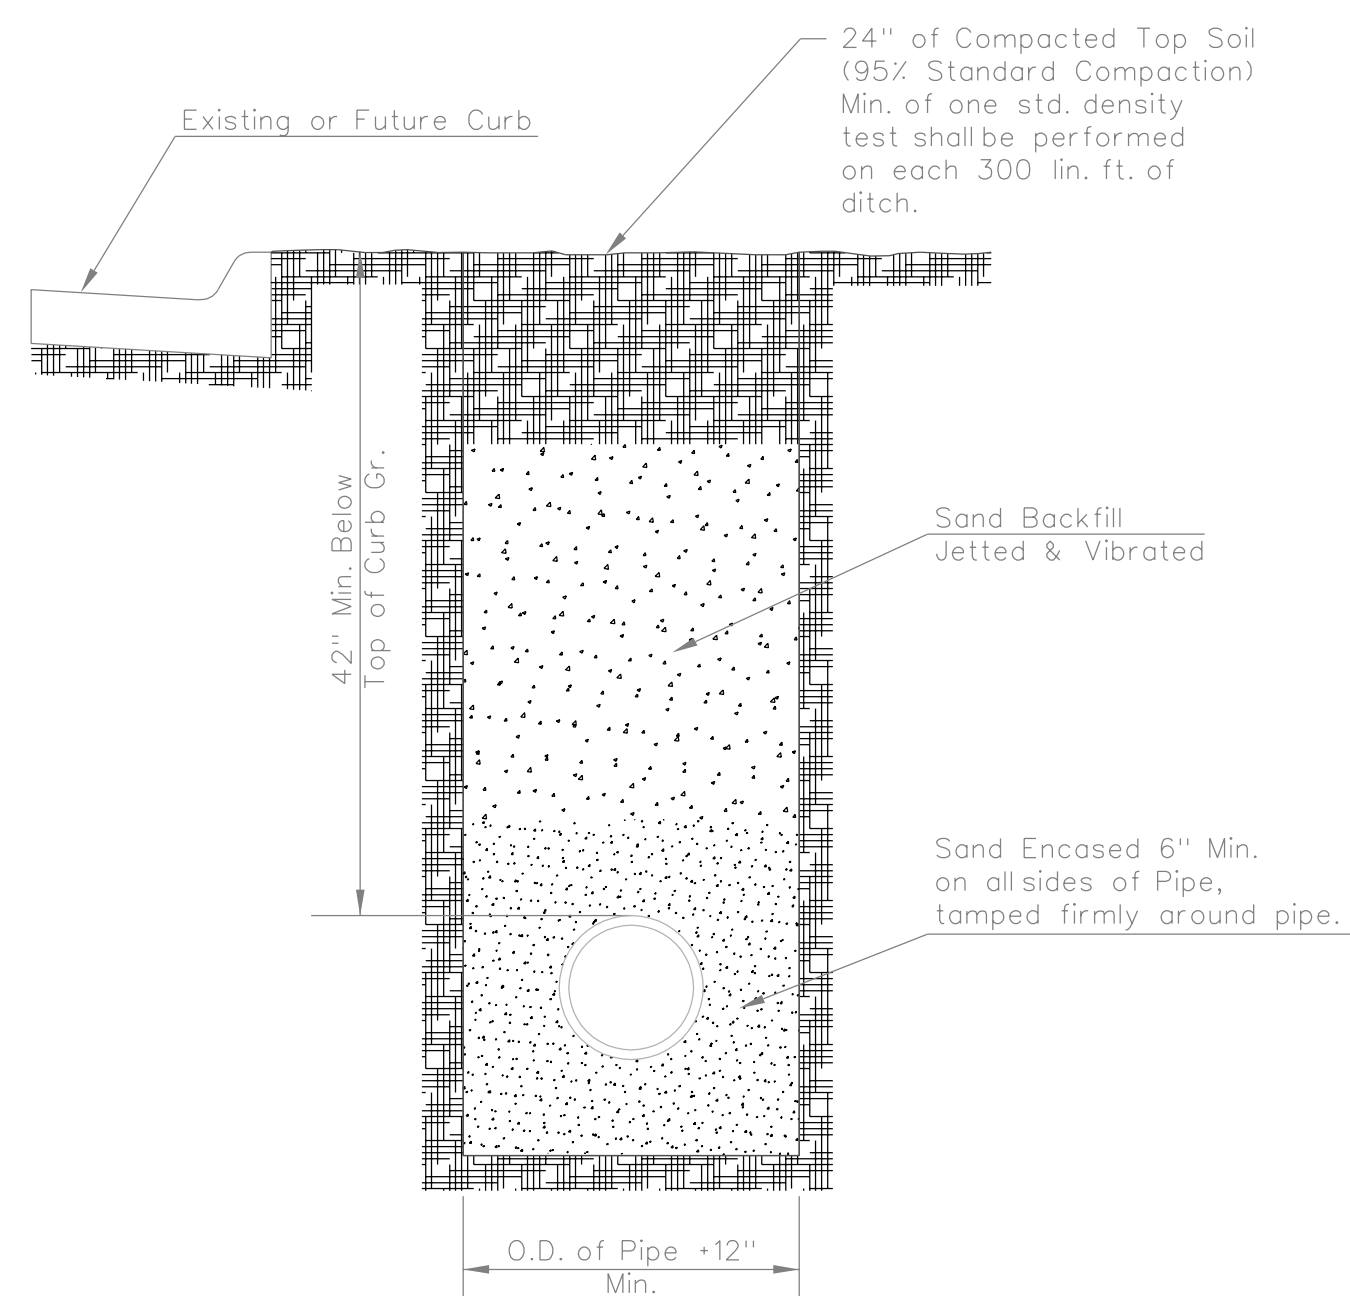 24" of Compacted Top Soil
(95% Standard Compaction)
Min. of one std. density
test shall be performed
on each 300 lin. ft. of
ditch.
Existing or Future Curb
42" Min. Below
Top of Curb Gr.
Sand Backfill
Jetted & Vibrated
Sand Encased 6" Min.
on all sides of Pipe,
tamped firmly around pipe.
O.D. of Pipe +12"
Min.